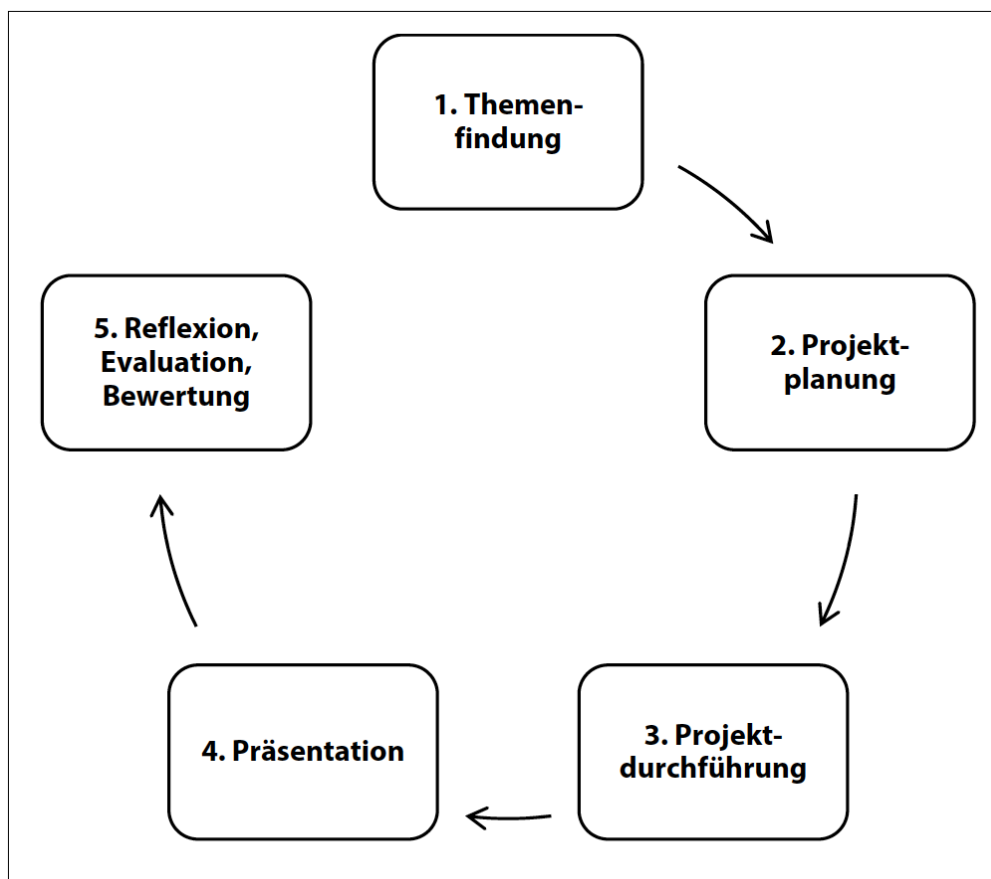 1. Themen-
findung
2. Projekt-
planung
3. Projekt-
durchführung
4. Präsentation
5. Reflexion,
Evaluation,
Bewertung